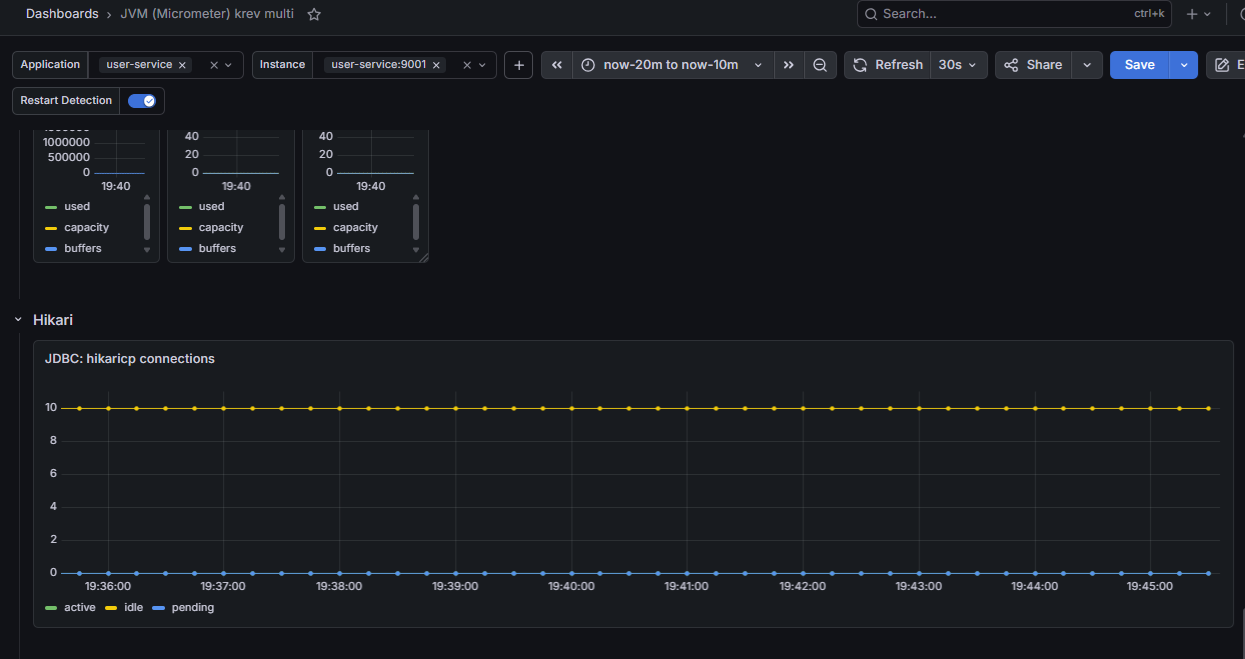 Dashboards › JVM (Micrometer) krev multi
Search... ctrl+k
Application user-service × Instance user-service:9001 × now-20m to now-10m Refresh 30s Share Save
Restart Detection
1000000 40 40
500000 20 20
0 0 0
19:40 19:40 19:40
used used used
capacity capacity capacity
buffers buffers buffers
Hikari
JDBC: hikaricp connections
10
8
6
4
2
0
19:36:00 19:37:00 19:38:00 19:39:00 19:40:00 19:41:00 19:42:00 19:43:00 19:44:00 19:45:00
active idle pending